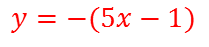 y = −(5x − 1)